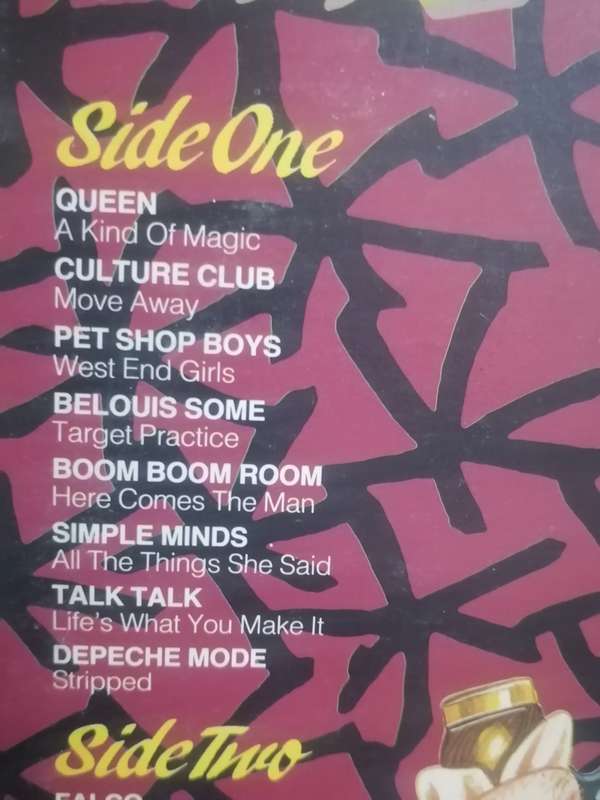 Side One
QUEEN
A Kind Of Magic
CULTURE CLUB
Move Away
PET SHOP BOYS
West End Girls
BELOUIS SOME
Target Practice
BOOM BOOM ROOM
Here Comes The Man
SIMPLE MINDS
All The Things She Said
TALK TALK
Life's What You Make It
DEPECHE MODE
Stripped
Side Two
FALCO